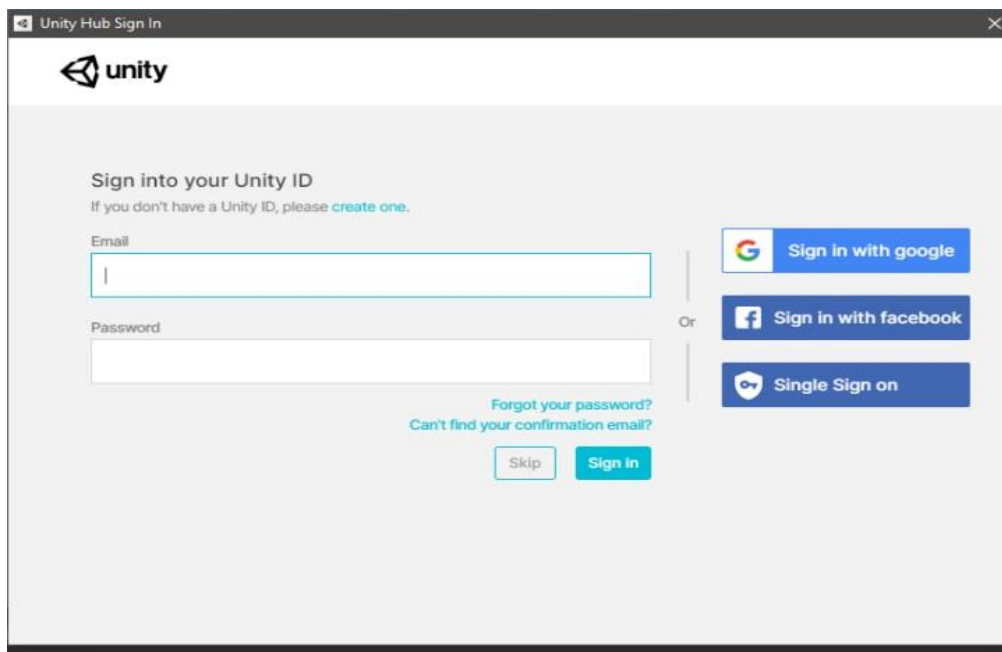 Unity Hub Sign In
unity
Sign into your Unity ID
If you don't have a Unity ID, please create one.
Email
Password
Forgot your password?
Can't find your confirmation email?
Skip
Sign in
Or
Sign in with google
Sign in with facebook
Single Sign on